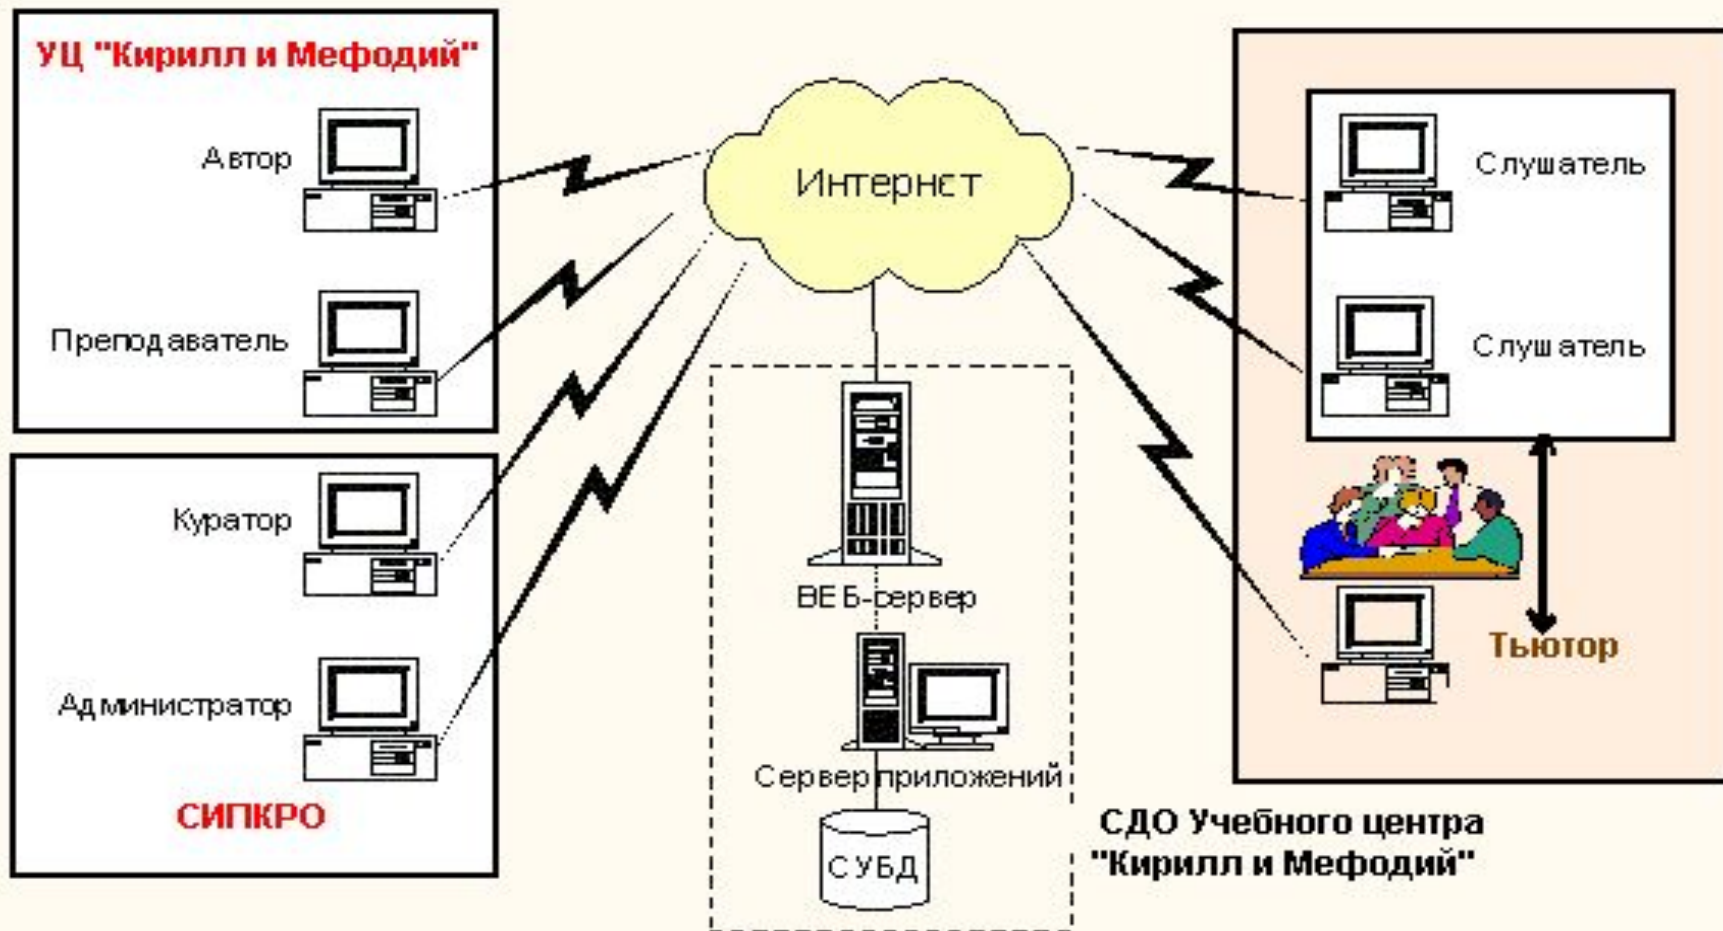 УЦ "Кирилл и Мефодий"
Автор
Преподаватель
Куратор
Администратор
СИПКРО
Интернет
ВЕБ-сервер
Сервер приложений
СУБД
Слушатель
Слушатель
Тьютор
СДО Учебного центра
"Кирилл и Мефодий"